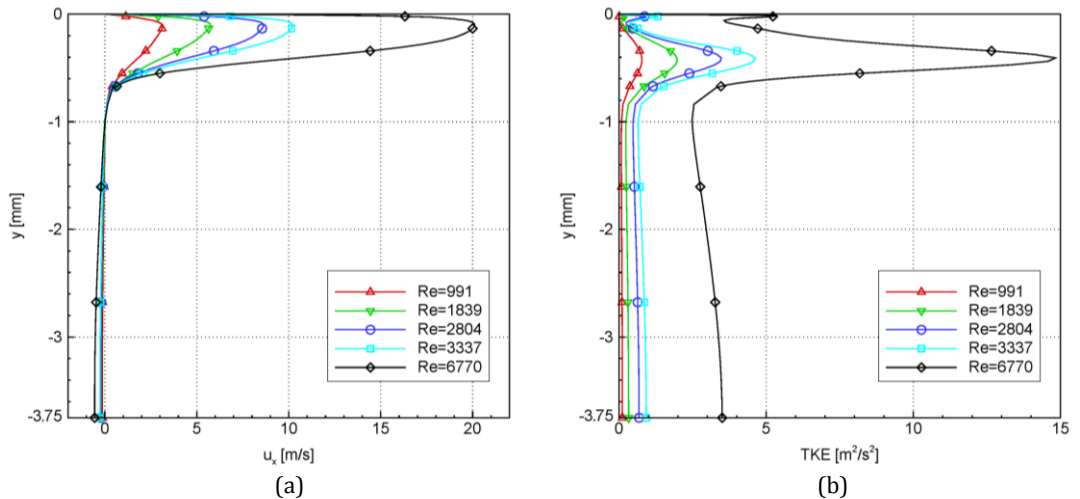 0
-1
-2
-3
-3.75
y [mm]
0
5
10
15
20
u_x [m/s]
Re=991
Re=1839
Re=2804
Re=3337
Re=6770
(a)
0
-1
-2
-3
-3.75
y [mm]
0
5
10
15
TKE [m²/s²]
Re=991
Re=1839
Re=2804
Re=3337
Re=6770
(b)